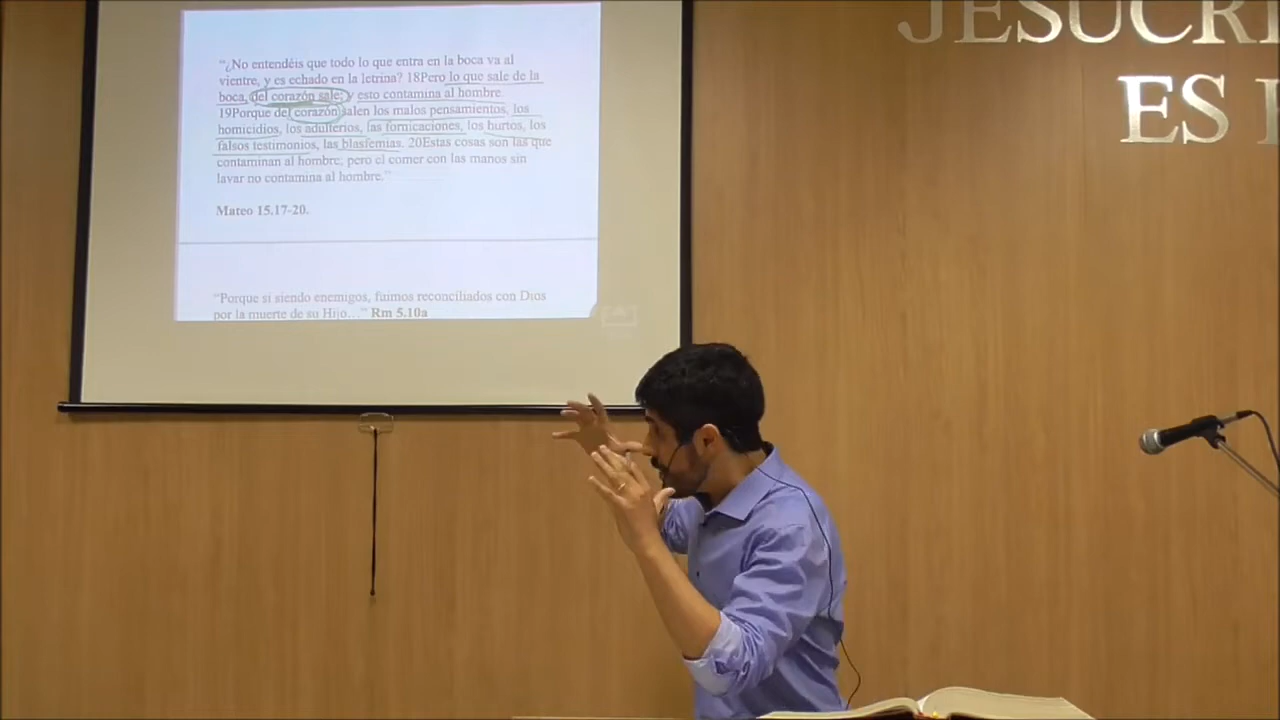 “¿No entendéis que todo lo que entra en la boca va al
vientre, y es echado en la letrina? 18Pero lo que sale de la
boca, del corazón sale; y esto contamina al hombre.
19Porque del corazón salen los malos pensamientos, los
homicidios, los adulterios, las fornicaciones, los hurtos, los
falsos testimonios, las blasfemias. 20Estas cosas son las que
contaminan al hombre; pero el comer con las manos sin
lavar no contamina al hombre.”
Mateo 15.17-20.
“Porque si siendo enemigos, fuimos reconciliados con Dios
por la muerte de su Hijo…” Rm 5.10a
JESUCRI
ES